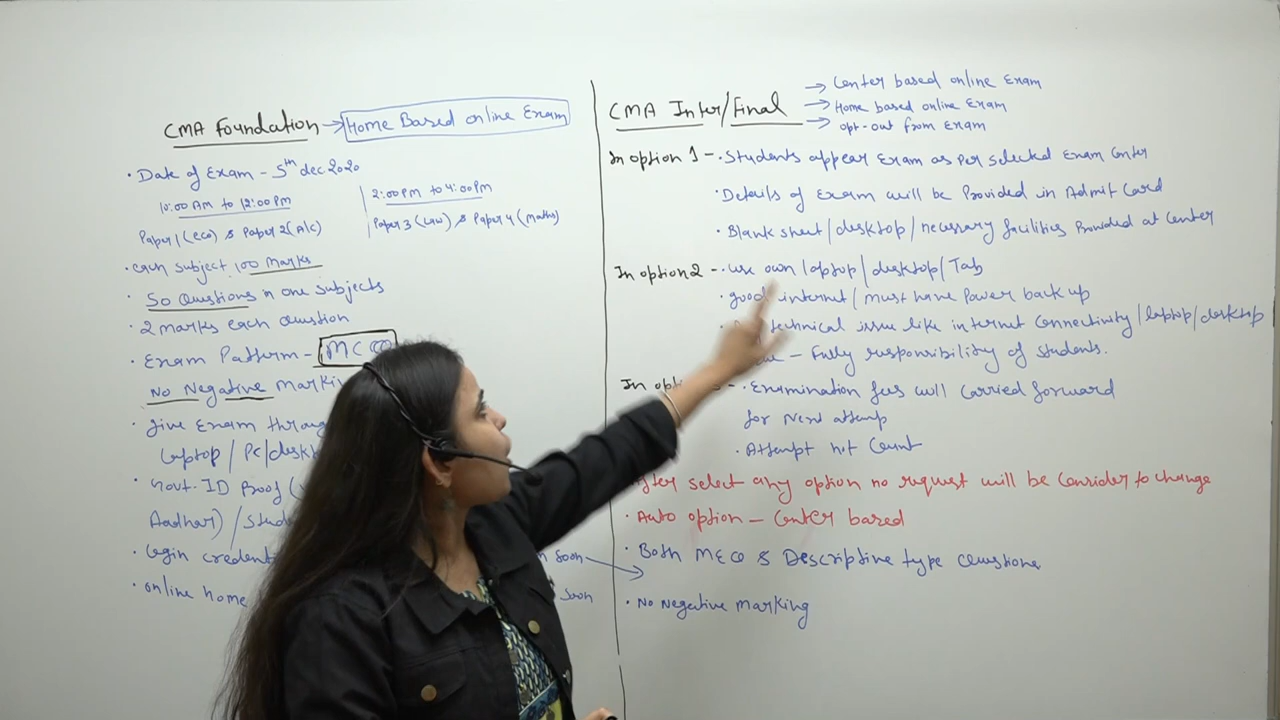 CMA Foundation → Home Based online Exam
· Date of Exam - 5th dec 2020
10:00 AM to 12:00 PM
Paper 1 (eco) & Paper 2 (A/c)
2:00 PM to 4:00 PM
Paper 3 (Law) & Paper 4 (Maths)
· each Subject 100 Marks
· 50 Questions in one subjects
· 2 marks each Question
· Exam Pattern - MCQ
No Negative Marking
· give Exam
Laptop / Pc /
· Govt. ID Proof
Aadhar) /
· login
· online home
soon
soon
CMA Inter/Final
→ Center based online Exam
→ Home based online Exam
→ opt-out from Exam
In option 1 - · Students appear Exam as per selected Exam Center
· Details of Exam will be Provided in Admit Card
· Blank sheet / desktop / necessary facilities Provided at Center
In option 2 - · use own laptop / desktop / Tab
· good internet / must have Power back up
technical issue like internet Connectivity / laptop / desktop
- Fully responsibility of students.
In - · Examination fees will Carried forward
for Next attemp
· Attempt not Count
After select any option no request will be Consider to change
· Auto option - Center based
· Both MCQ & Descriptive type Questions
· No Negative marking